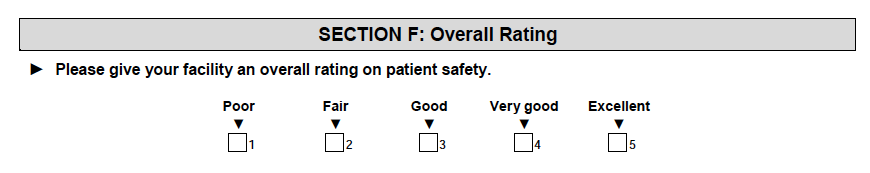 SECTION F: Overall Rating
► Please give your facility an overall rating on patient safety.
Poor Fair Good Very good Excellent
▼ ▼ ▼ ▼ ▼
☐1 ☐2 ☐3 ☐4 ☐5